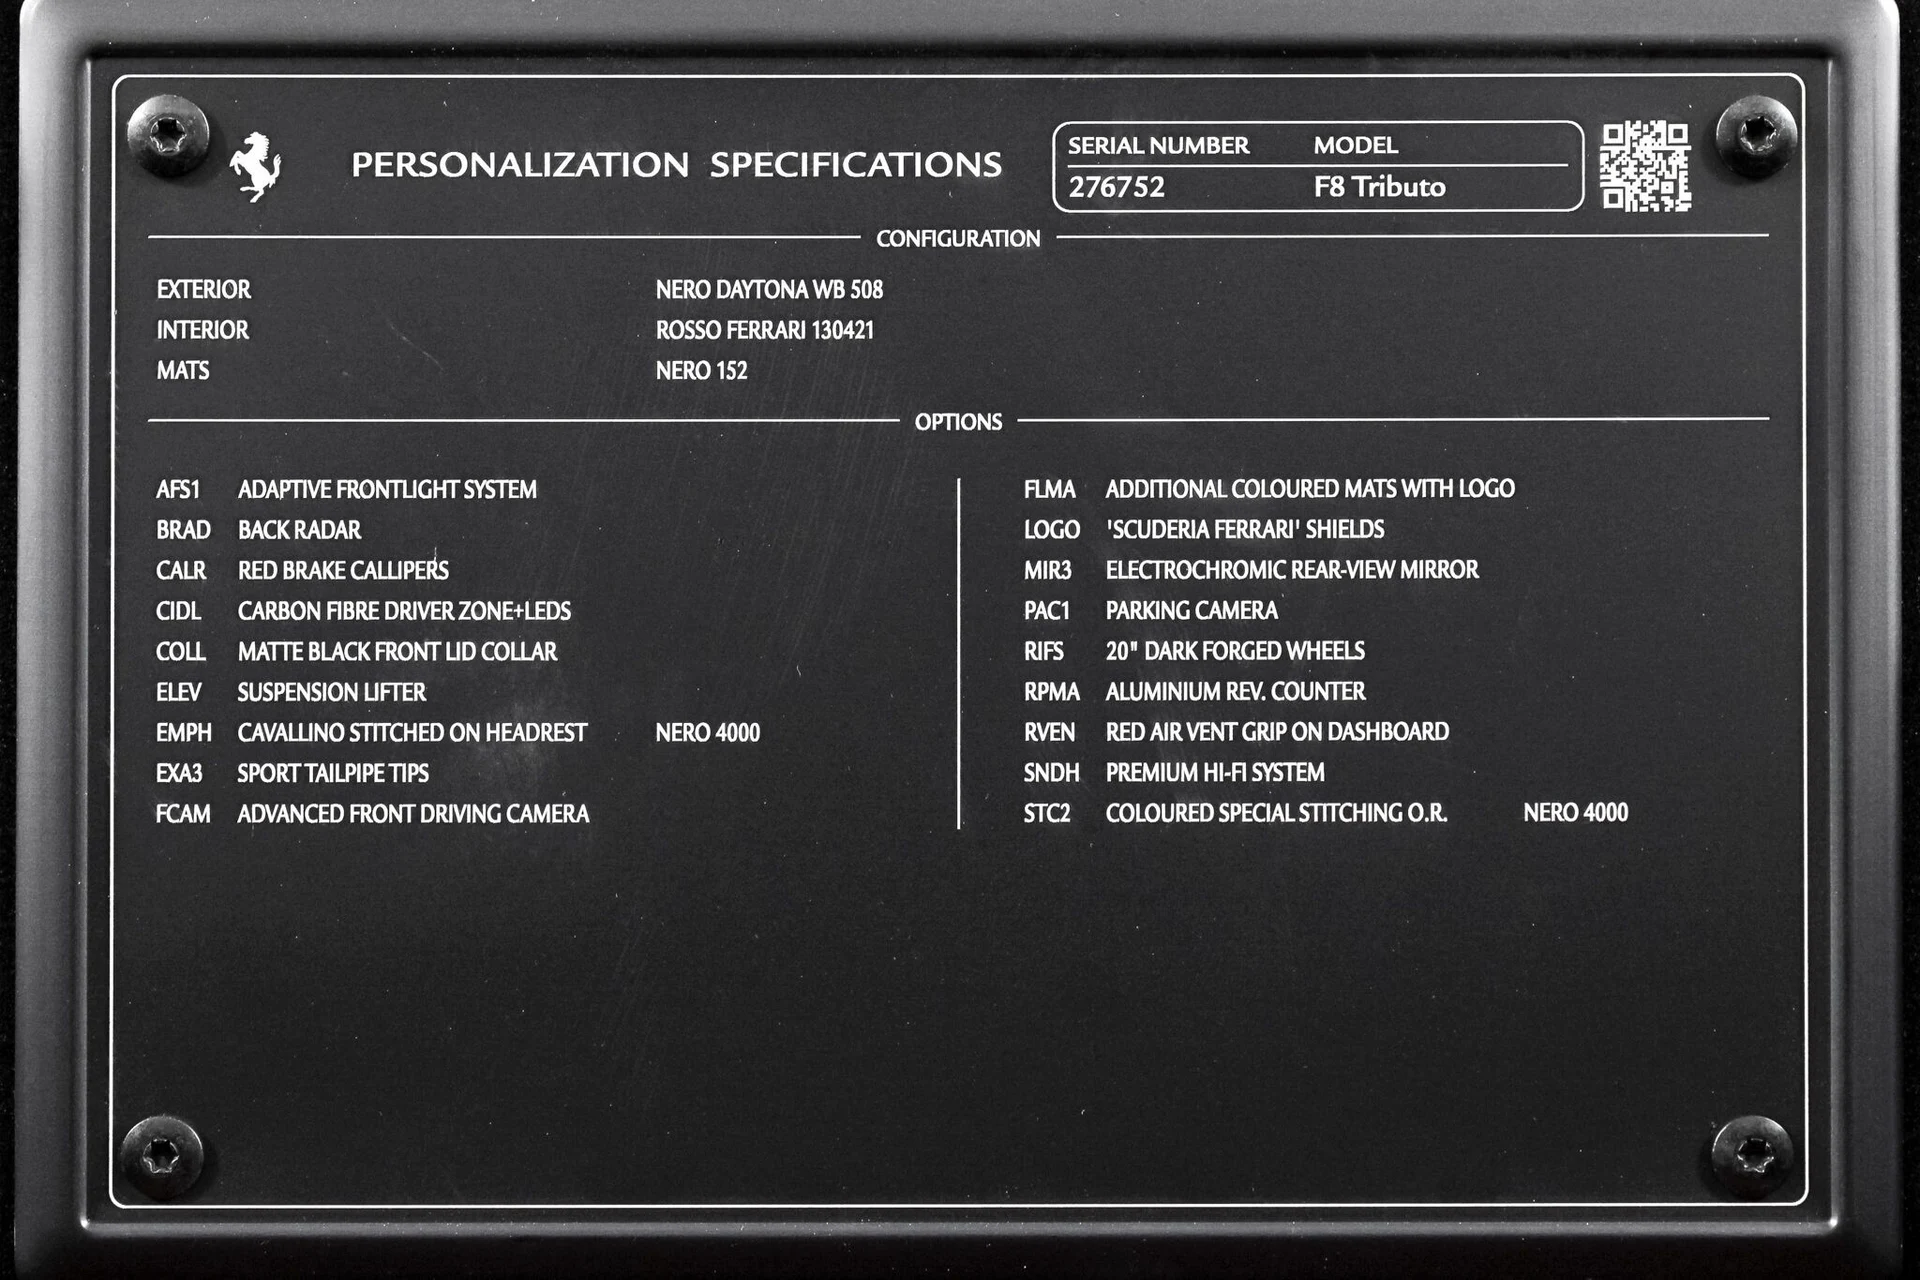 PERSONALIZATION SPECIFICATIONS
SERIAL NUMBER MODEL
276752 F8 Tributo
CONFIGURATION
EXTERIOR NERO DAYTONA WB 508
INTERIOR ROSSO FERRARI 130421
MATS NERO 152
OPTIONS
AFS1 ADAPTIVE FRONTLIGHT SYSTEM
BRAD BACK RADAR
CALR RED BRAKE CALLIPERS
CIDL CARBON FIBRE DRIVER ZONE+LEDS
COLL MATTE BLACK FRONT LID COLLAR
ELEV SUSPENSION LIFTER
EMPH CAVALLINO STITCHED ON HEADREST NERO 4000
EXA3 SPORT TAILPIPE TIPS
FCAM ADVANCED FRONT DRIVING CAMERA
FLMA ADDITIONAL COLOURED MATS WITH LOGO
LOGO 'SCUDERIA FERRARI' SHIELDS
MIR3 ELECTROCHROMIC REAR-VIEW MIRROR
PAC1 PARKING CAMERA
RIFS 20" DARK FORGED WHEELS
RPMA ALUMINIUM REV. COUNTER
RVEN RED AIR VENT GRIP ON DASHBOARD
SNDH PREMIUM HI-FI SYSTEM
STC2 COLOURED SPECIAL STITCHING O.R. NERO 4000